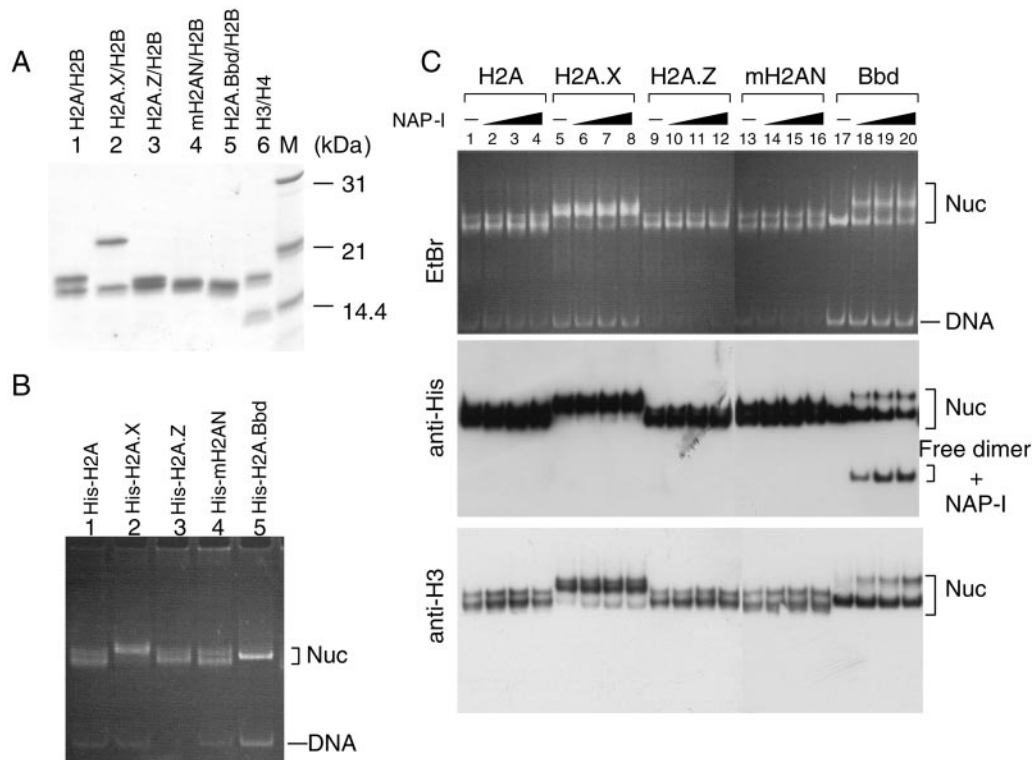 A
H2A/H2B
H2A.X/H2B
H2A.Z/H2B
mH2AN/H2B
H2A.Bbd/H2B
H3/H4
1 2 3 4 5 6 M (kDa)
31
21
14.4
B
His-H2A
His-H2A.X
His-H2A.Z
His-mH2AN
His-H2A.Bbd
1 2 3 4 5
Nuc
DNA
C
H2A H2A.X H2A.Z mH2AN Bbd
NAP-I – – – – –
1 2 3 4 5 6 7 8 9 10 11 12 13 14 15 16 17 18 19 20
EtBr
Nuc
DNA
anti-His
Nuc
Free dimer
+
NAP-I
anti-H3
Nuc